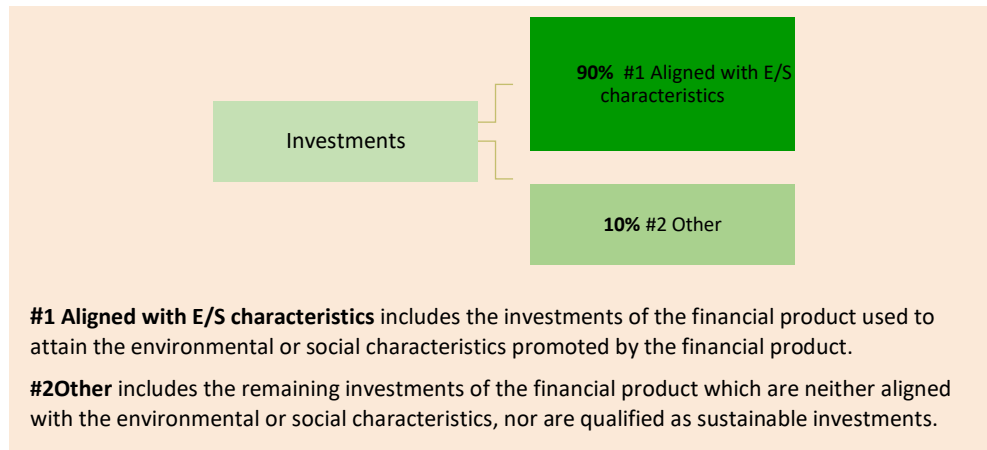 90% #1 Aligned with E/S
characteristics
Investments
10% #2 Other
#1 Aligned with E/S characteristics includes the investments of the financial product used to
attain the environmental or social characteristics promoted by the financial product.
#2Other includes the remaining investments of the financial product which are neither aligned
with the environmental or social characteristics, nor are qualified as sustainable investments.